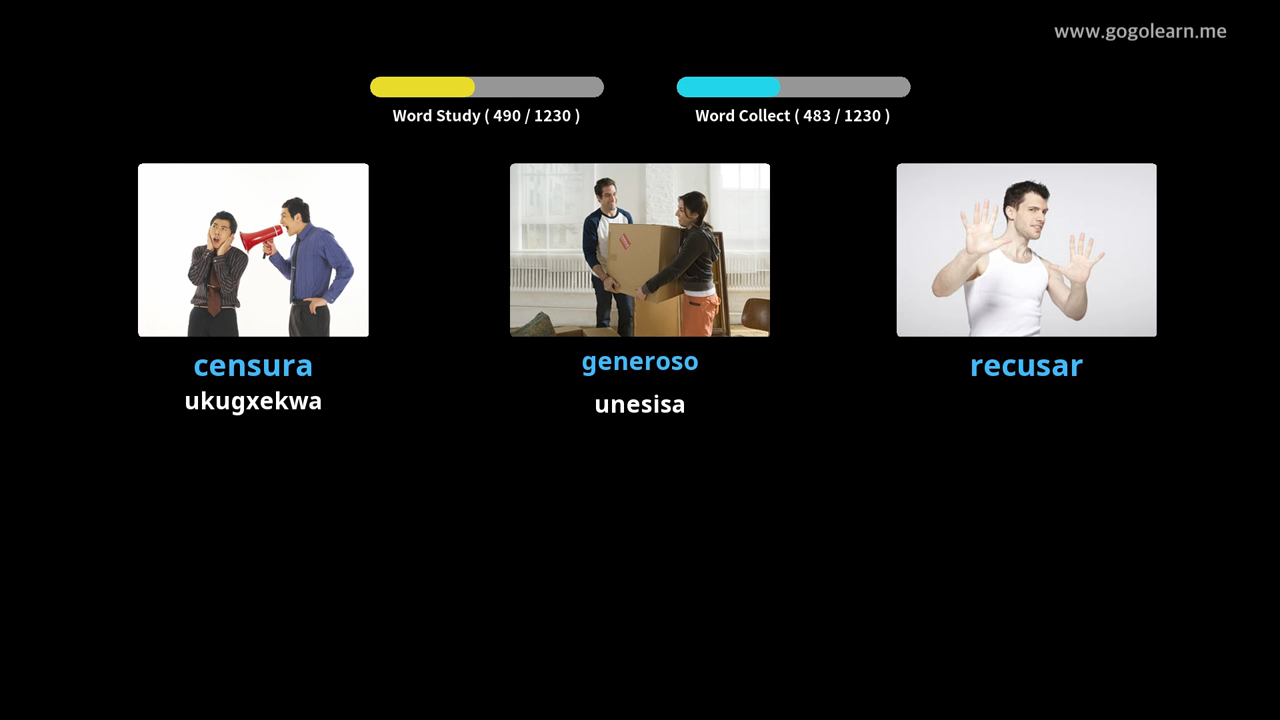 www.gogolearn.me
Word Study ( 490 / 1230 )
Word Collect ( 483 / 1230 )
censura
ukugxekwa
generoso
unesisa
recusar